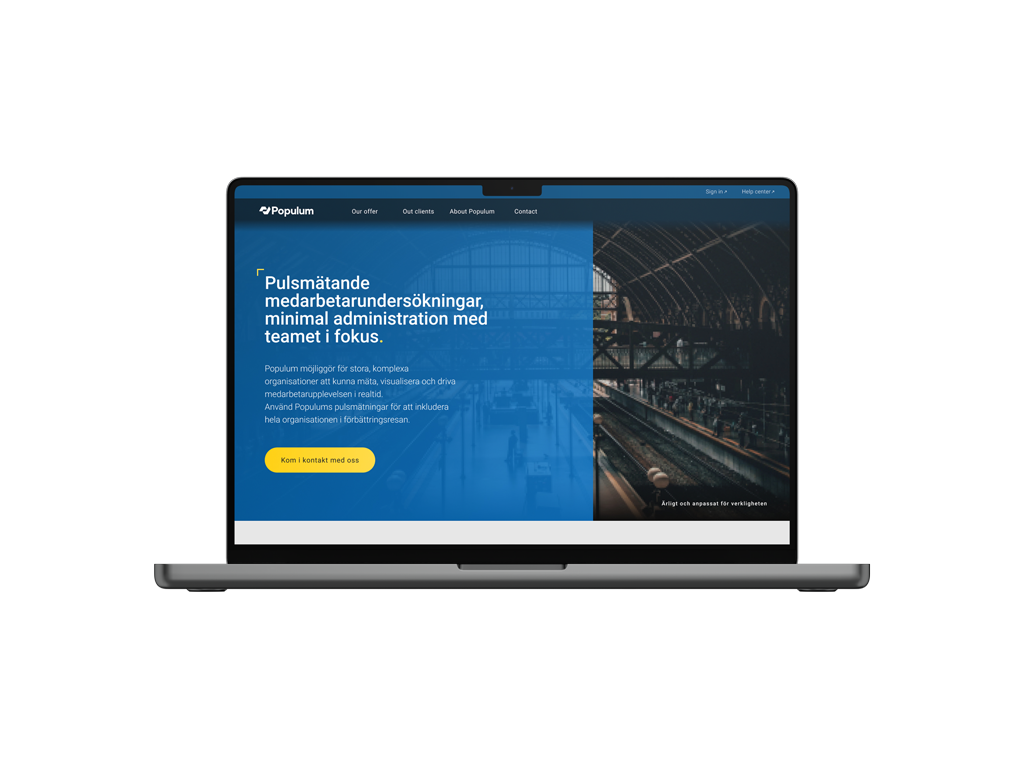 Sign in
Help center
Populum
Our offer
Out clients
About Populum
Contact
Pulsmätande
medarbetarundersökningar,
minimal administration med
teamet i fokus.
Populum möjliggör för stora, komplexa
organisationer att kunna mäta, visualisera och driva
medarbetarupplevelsen i realtid.
Använd Populums pulsmätningar för att inkludera
hela organisationen i förbättringsresan.
Kom i kontakt med oss
Ärligt och anpassat för verkligheten